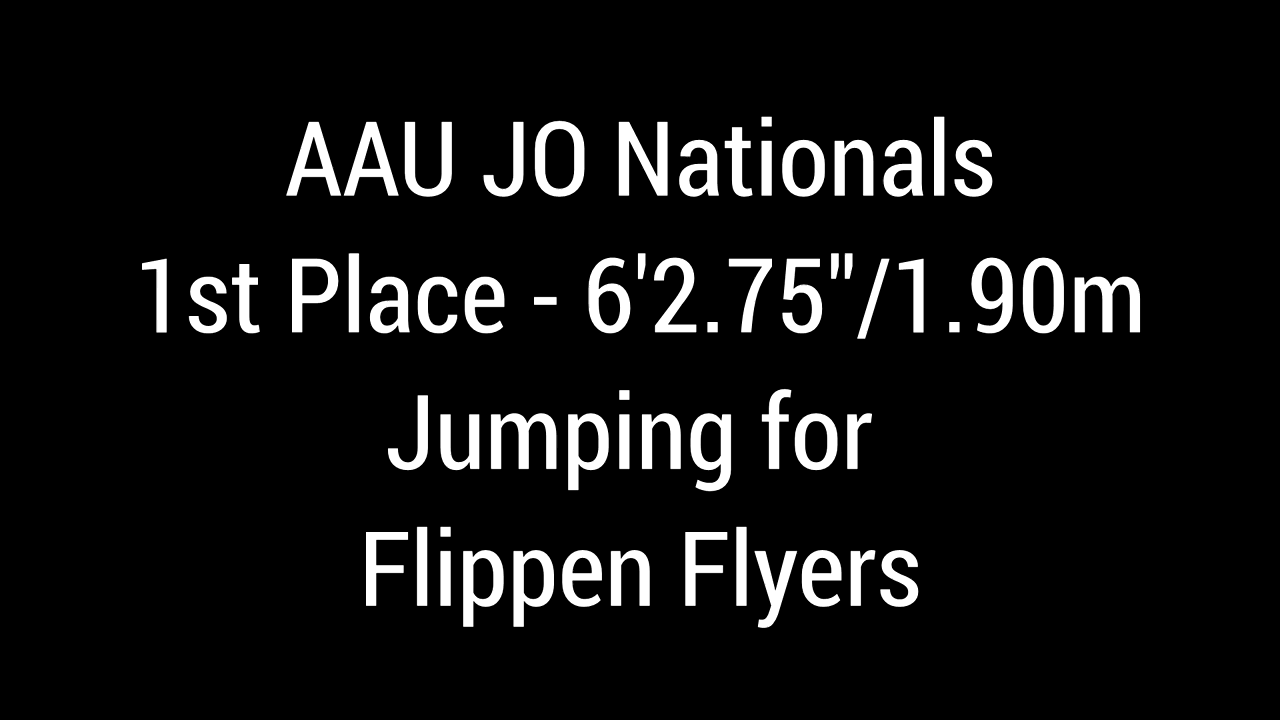 AAU JO Nationals
1st Place - 6'2.75"/1.90m
Jumping for
Flippen Flyers